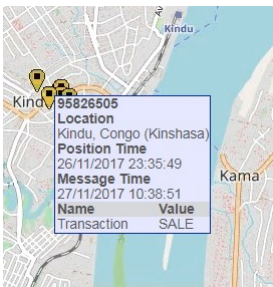 Kindu
Kind
95826505
Location
Kindu, Congo (Kinshasa)
Position Time
26/11/2017 23:35:49
Message Time
27/11/2017 10:38:51
Name Value
Transaction SALE
Kama